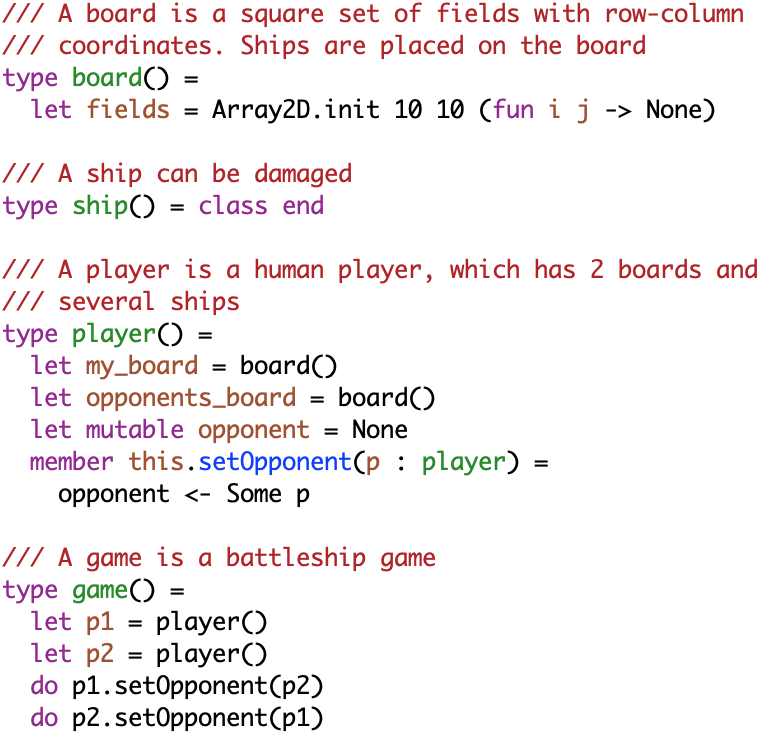 /// A board is a square set of fields with row-column
/// coordinates. Ships are placed on the board
type board() =
  let fields = Array2D.init 10 10 (fun i j -> None)

/// A ship can be damaged
type ship() = class end

/// A player is a human player, which has 2 boards and
/// several ships
type player() =
  let my_board = board()
  let opponents_board = board()
  let mutable opponent = None
  member this.setOpponent(p : player) =
    opponent <- Some p

/// A game is a battleship game
type game() =
  let p1 = player()
  let p2 = player()
  do p1.setOpponent(p2)
  do p2.setOpponent(p1)